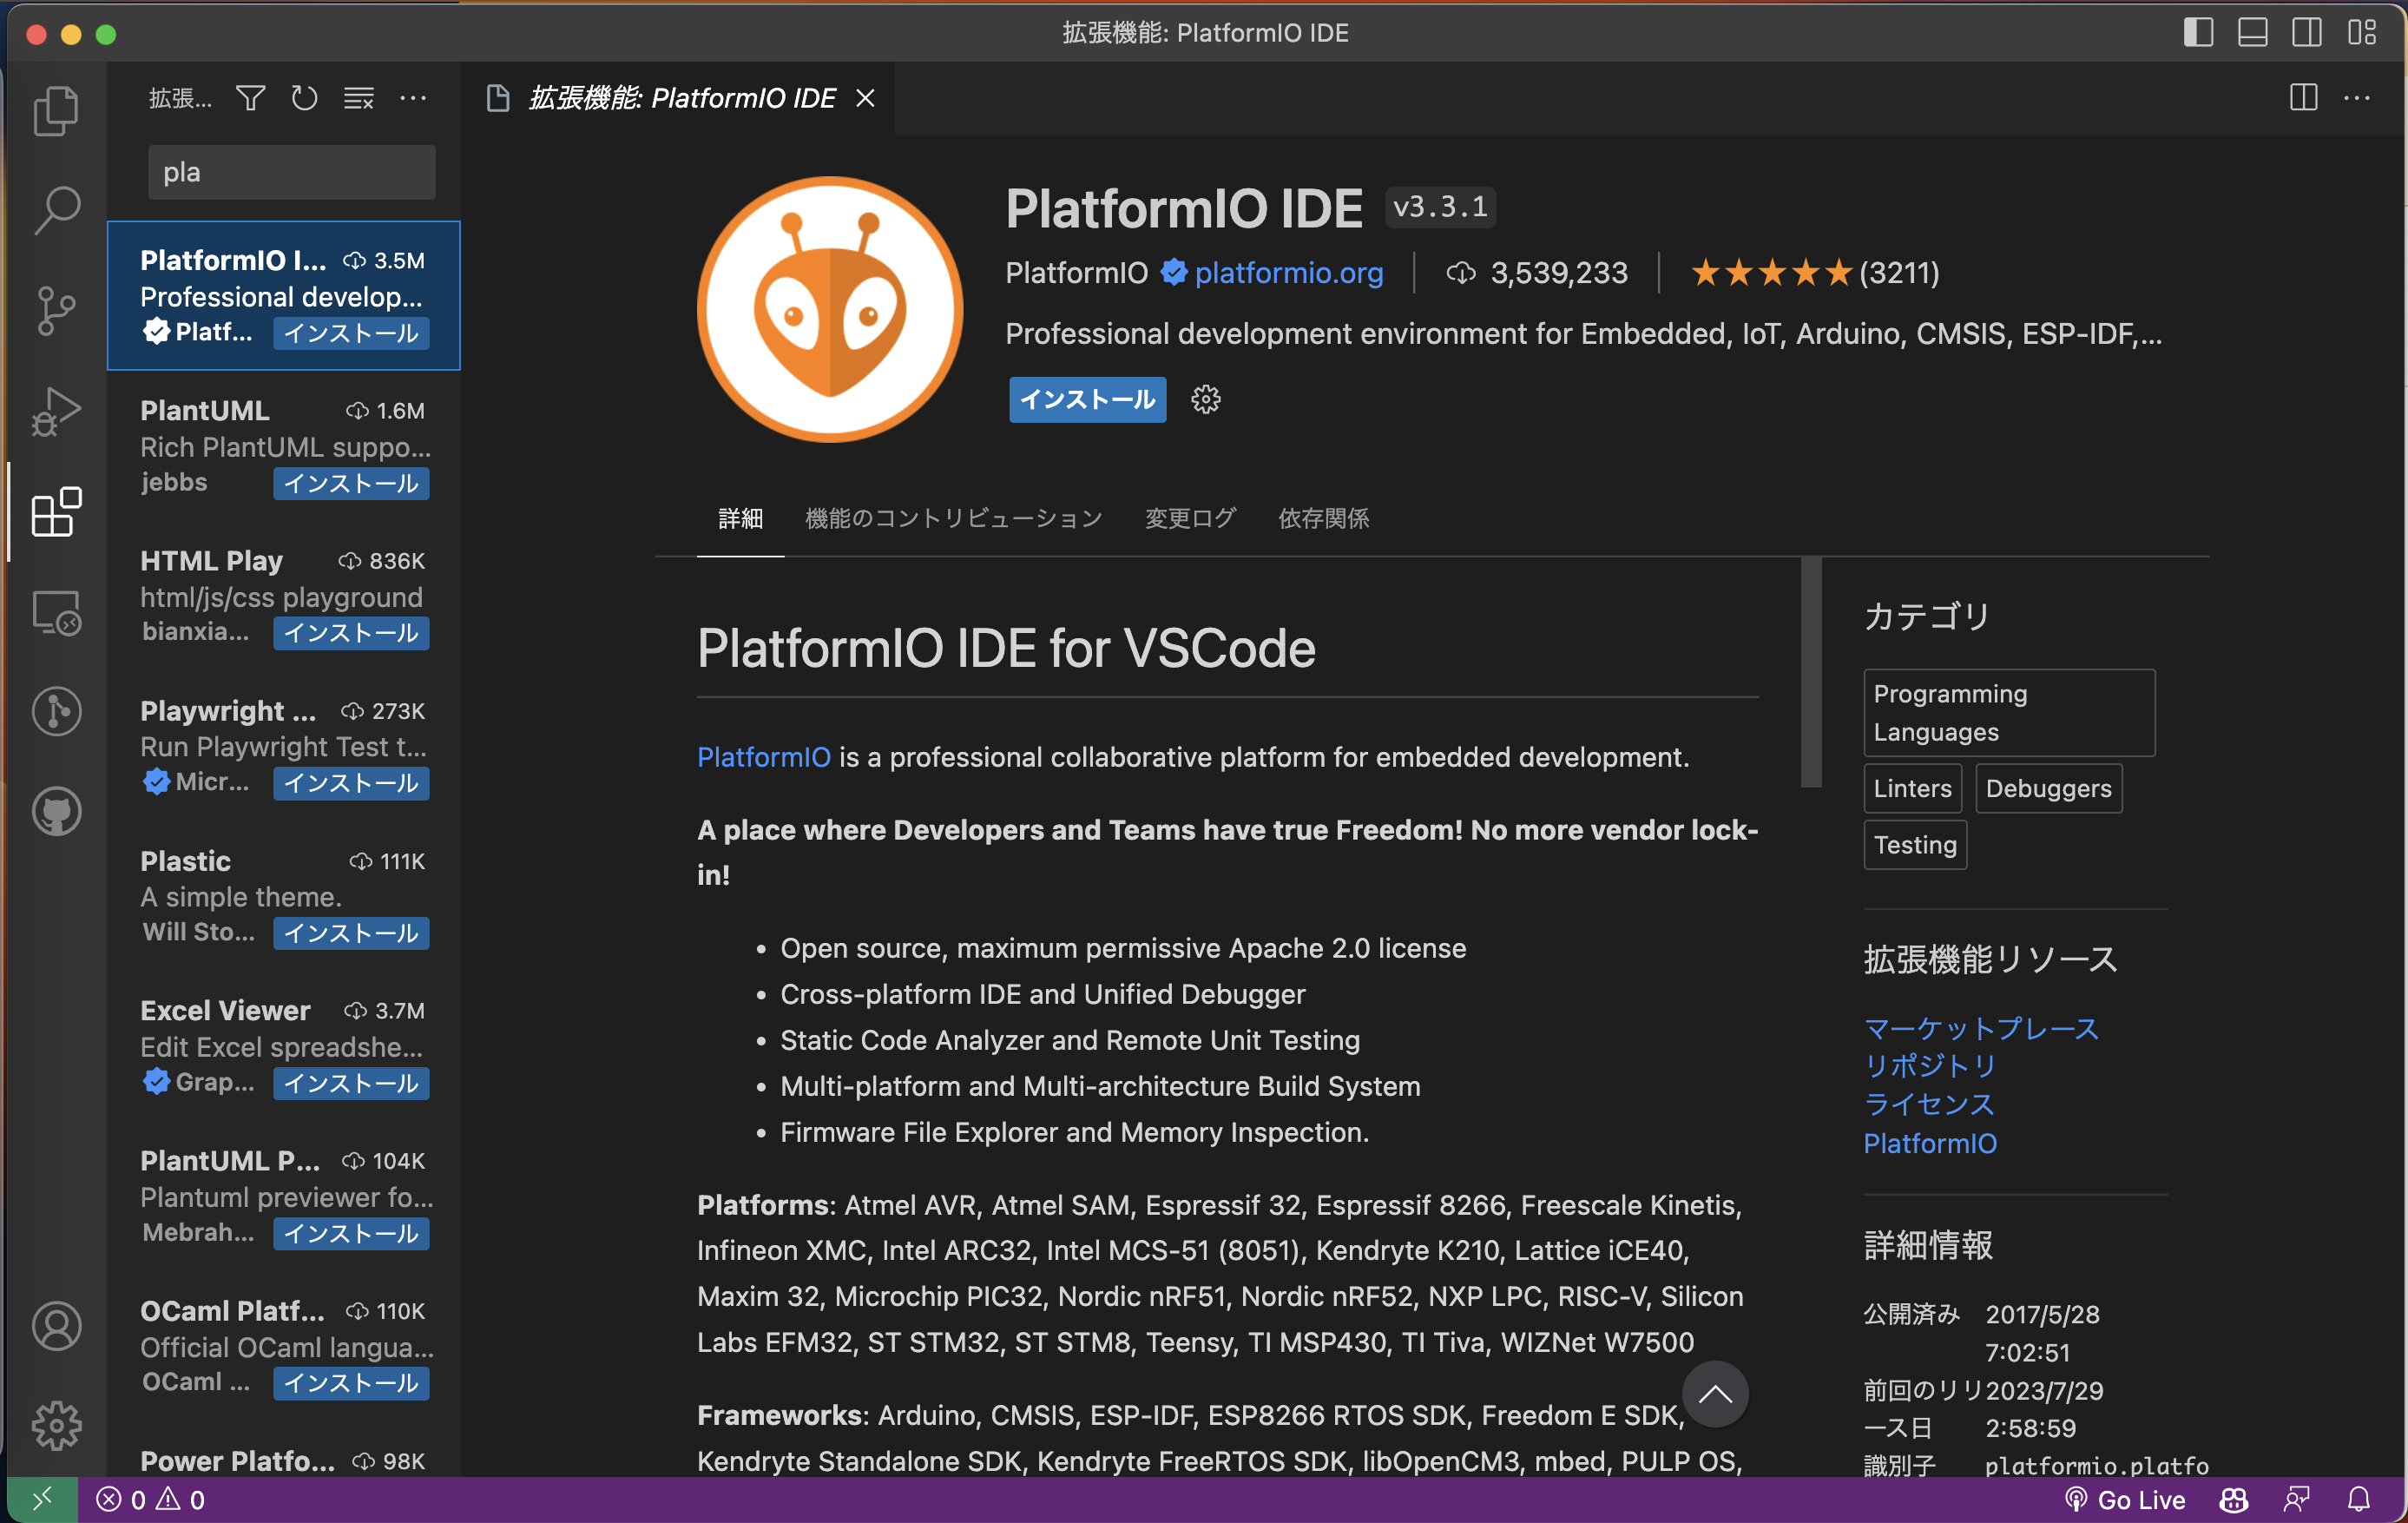 拡張機能: PlatformIO IDE
拡張...
pla
PlatformIO I... 3.5M
Professional develop...
Platf... インストール
PlantUML 1.6M
Rich PlantUML suppo...
jebbs インストール
HTML Play 836K
html/js/css playground
bianxia... インストール
Playwright ... 273K
Run Playwright Test t...
Micr... インストール
Plastic 111K
A simple theme.
Will Sto... インストール
Excel Viewer 3.7M
Edit Excel spreadshe...
Grap... インストール
PlantUML P... 104K
Plantuml previewer fo...
Mebrah... インストール
OCaml Platf... 110K
Official OCaml langua...
OCaml ... インストール
Power Platfo... 98K
拡張機能: PlatformIO IDE
PlatformIO IDE v3.3.1
PlatformIO platformio.org 3,539,233 (3211)
Professional development environment for Embedded, IoT, Arduino, CMSIS, ESP-IDF,...
インストール
詳細 機能のコントリビューション 変更ログ 依存関係
PlatformIO IDE for VSCode
PlatformIO is a professional collaborative platform for embedded development.
A place where Developers and Teams have true Freedom! No more vendor lock-
in!
• Open source, maximum permissive Apache 2.0 license
• Cross-platform IDE and Unified Debugger
• Static Code Analyzer and Remote Unit Testing
• Multi-platform and Multi-architecture Build System
• Firmware File Explorer and Memory Inspection.
Platforms: Atmel AVR, Atmel SAM, Espressif 32, Espressif 8266, Freescale Kinetis,
Infineon XMC, Intel ARC32, Intel MCS-51 (8051), Kendryte K210, Lattice iCE40,
Maxim 32, Microchip PIC32, Nordic nRF51, Nordic nRF52, NXP LPC, RISC-V, Silicon
Labs EFM32, ST STM32, ST STM8, Teensy, TI MSP430, TI Tiva, WIZNet W7500
Frameworks: Arduino, CMSIS, ESP-IDF, ESP8266 RTOS SDK, Freedom E SDK,
Kendryte Standalone SDK, Kendryte FreeRTOS SDK, libOpenCM3, mbed, PULP OS,
カテゴリ
Programming
Languages
Linters Debuggers
Testing
拡張機能リソース
マーケットプレース
リポジトリ
ライセンス
PlatformIO
詳細情報
公開済み 2017/5/28
7:02:51
前回のリリ 2023/7/29
ース日 2:58:59
識別子 platformio.platfo
0 0
Go Live